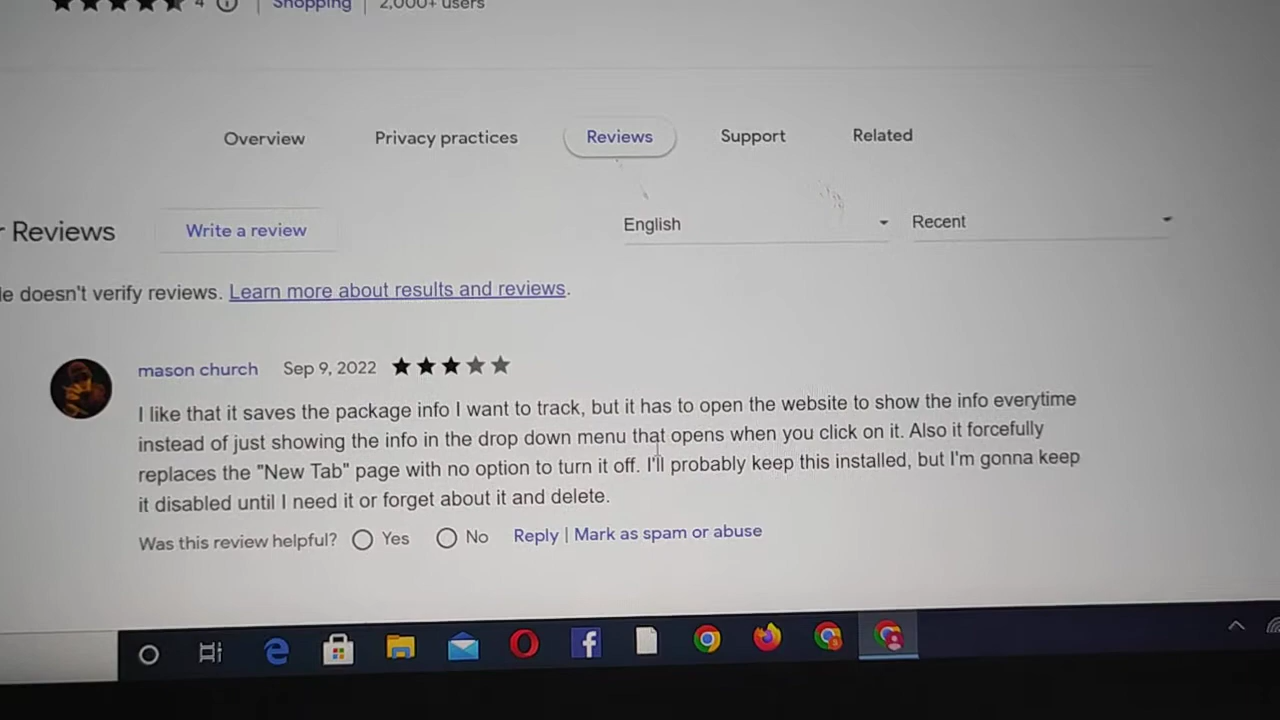 4 | Shopping | 2,000+ users
Overview Privacy practices Reviews Support Related
Reviews Write a review English Recent
doesn't verify reviews. Learn more about results and reviews.
mason church Sep 9, 2022
I like that it saves the package info I want to track, but it has to open the website to show the info everytime
instead of just showing the info in the drop down menu that opens when you click on it. Also it forcefully
replaces the "New Tab" page with no option to turn it off. I'll probably keep this installed, but I'm gonna keep
it disabled until I need it or forget about it and delete.
Was this review helpful? Yes No Reply | Mark as spam or abuse